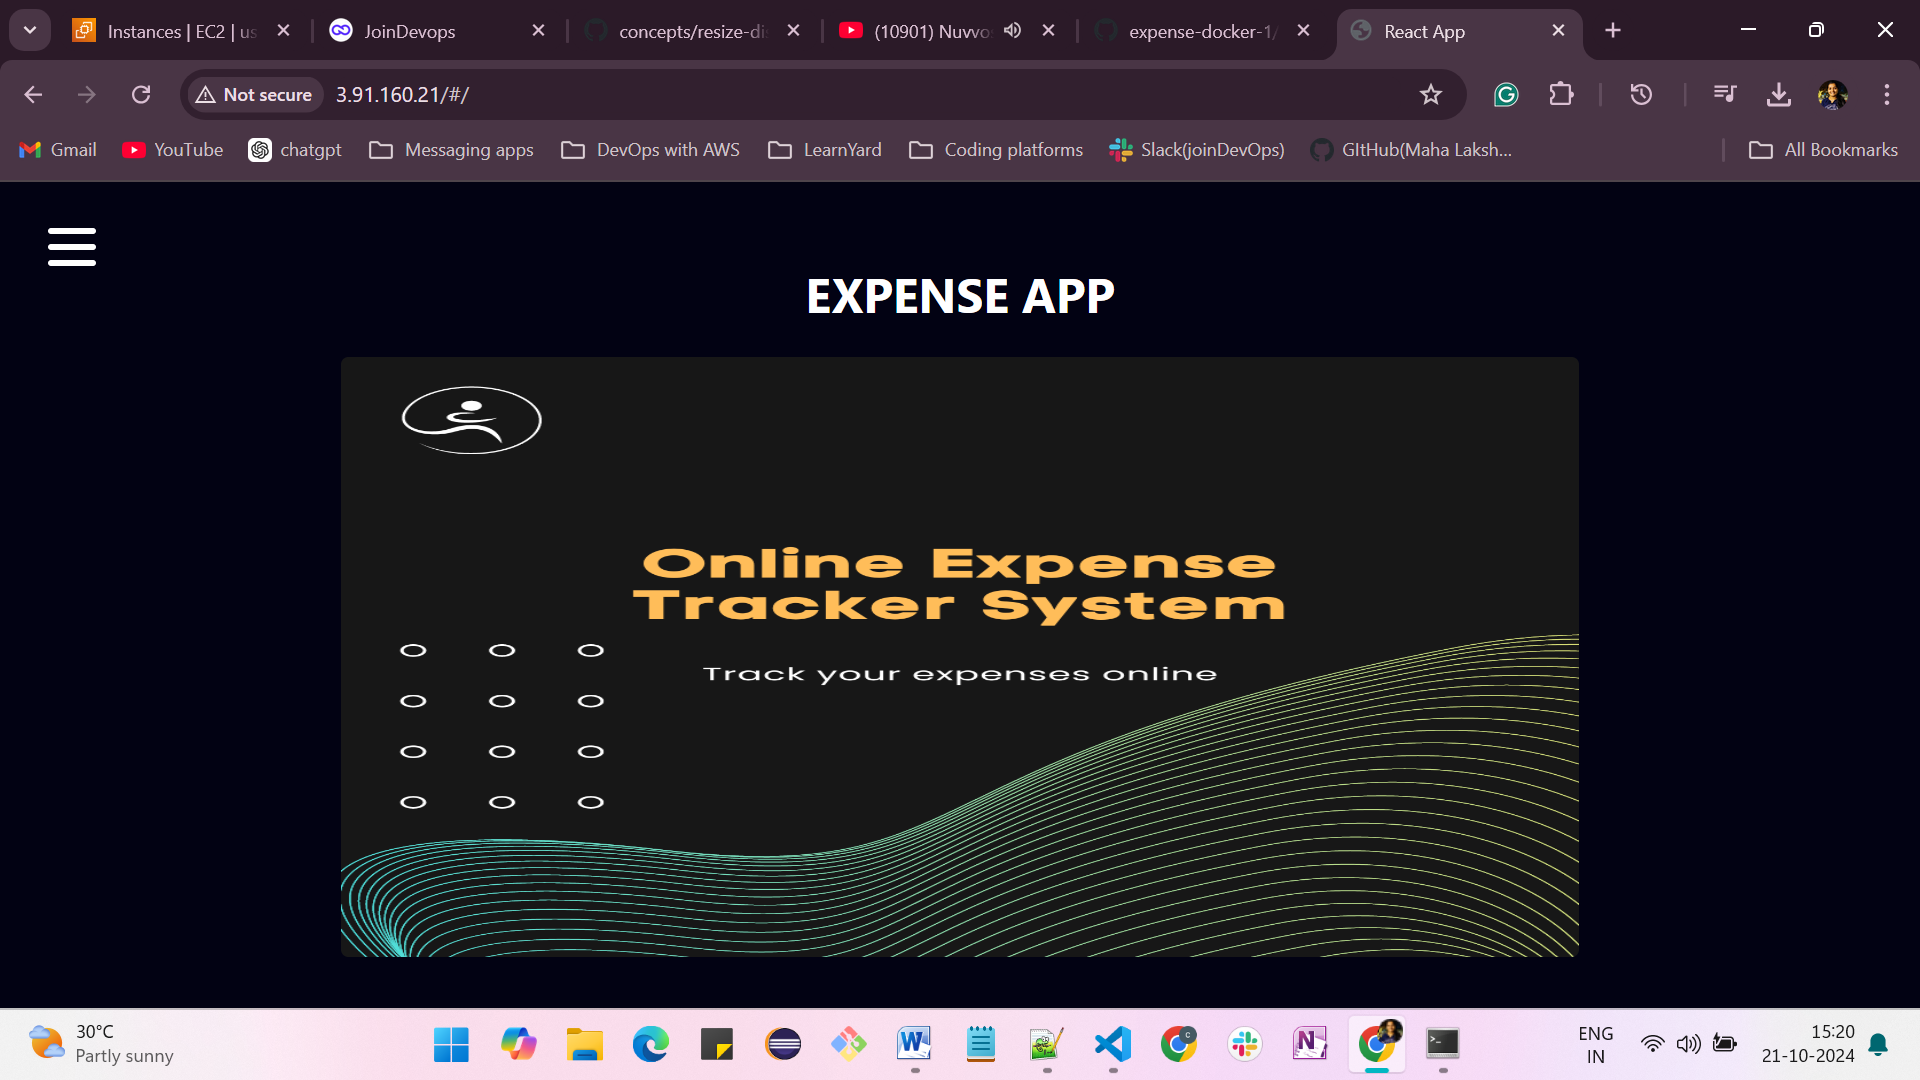 Instances | EC2 | us
JoinDevops
concepts/resize-dis
(10901) Nuvvo
expense-docker-1/
React App
Not secure
3.91.160.21/#/
Gmail
YouTube
chatgpt
Messaging apps
DevOps with AWS
LearnYard
Coding platforms
Slack(joinDevOps)
GItHub(Maha Laksh...
All Bookmarks
EXPENSE APP
Online Expense
Tracker System
Track your expenses online
30°C
Partly sunny
ENG
IN
15:20
21-10-2024